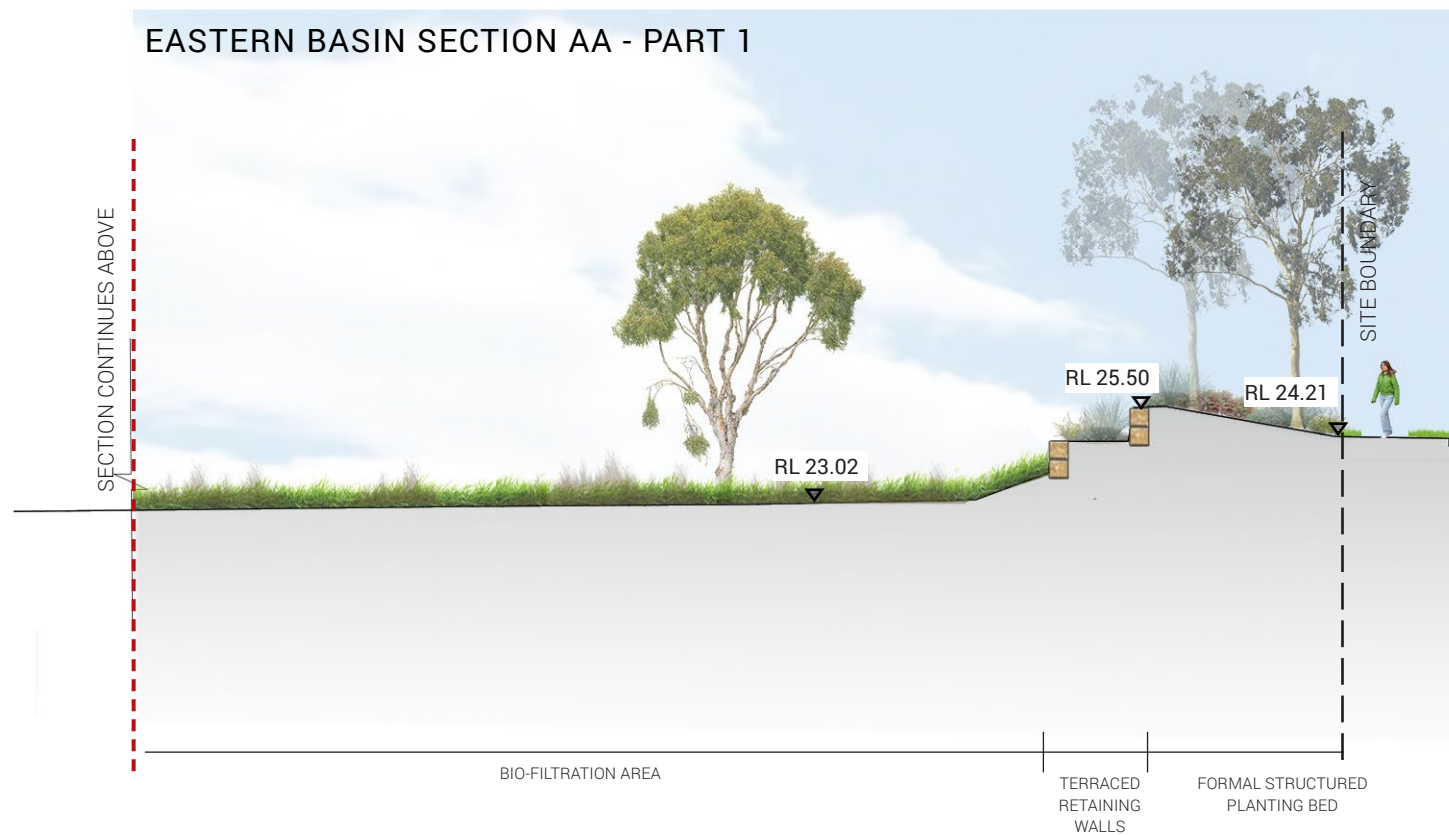 EASTERN BASIN SECTION AA - PART 1
SECTION CONTINUES ABOVE
SITE BOUNDARY
RL 25.50
RL 24.21
RL 23.02
BIO-FILTRATION AREA
TERRACED
RETAINING
WALLS
FORMAL STRUCTURED
PLANTING BED